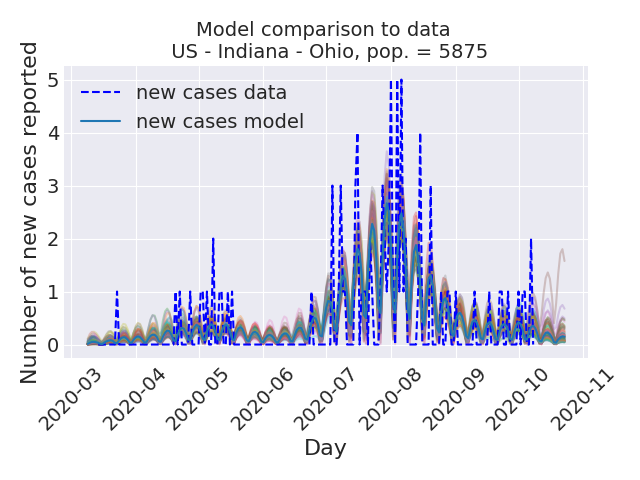 Model comparison to data
US - Indiana - Ohio, pop. = 5875
Number of new cases reported
5
4
3
2
1
0
new cases data
new cases model
2020-03
2020-04
2020-05
2020-06
2020-07
2020-08
2020-09
2020-10
2020-11
Day